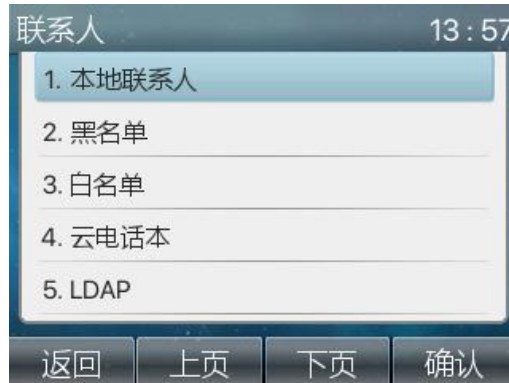 联系人 13:57
1. 本地联系人
2. 黑名单
3. 白名单
4. 云电话本
5. LDAP
返回 上页 下页 确认